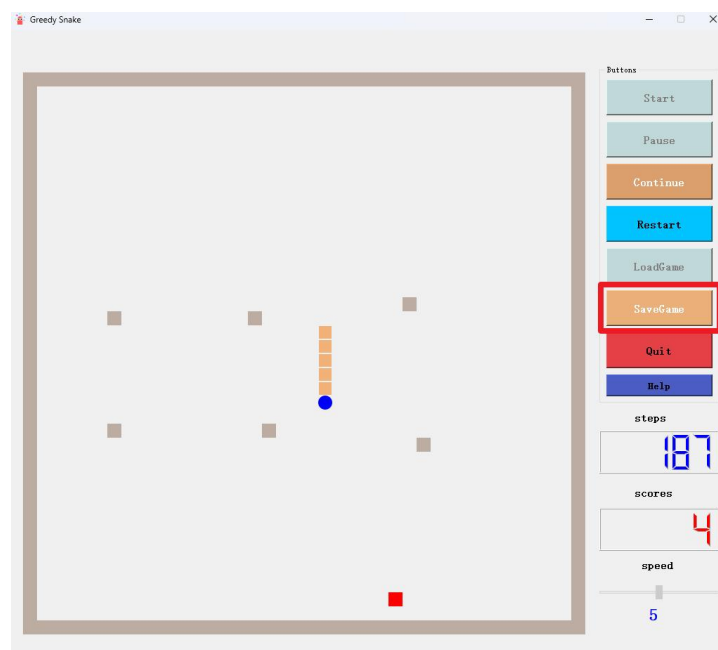 Greedy Snake
Buttons
Start
Pause
Continue
Restart
LoadGame
SaveGame
Quit
Help
steps
187
scores
4
speed
5